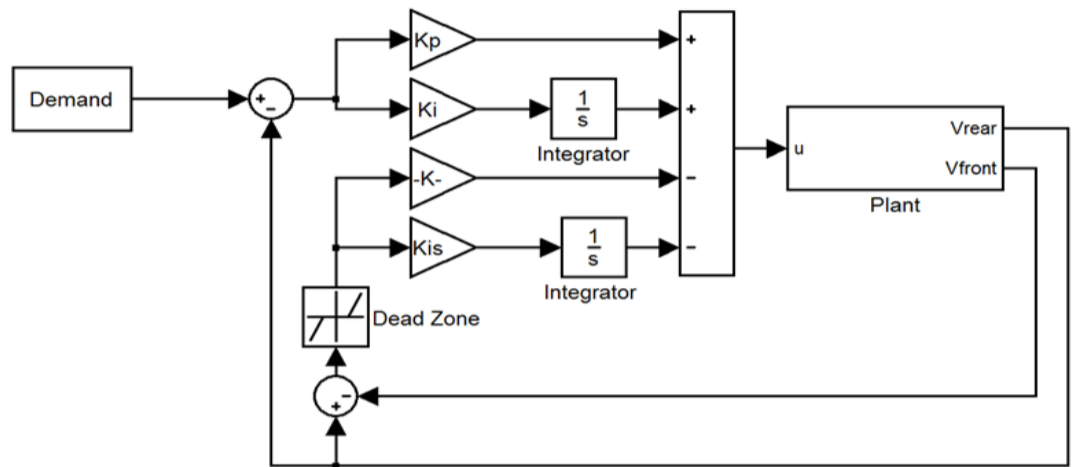 Demand
+
-
Kp
Ki
1
s
Integrator
-K-
Kis
1
s
Integrator
+
+
-
-
u
Vrear
Vfront
Plant
Dead Zone
-
+